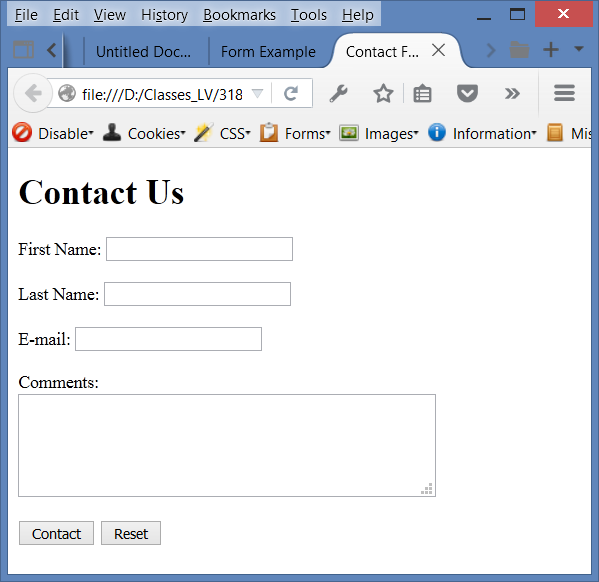 File Edit View History Bookmarks Tools Help
Untitled Doc... Form Example Contact F...
file:///D:/Classes_LV/318
Disable Cookies CSS Forms Images Information Mis
Contact Us
First Name:
Last Name:
E-mail:
Comments:
Contact Reset